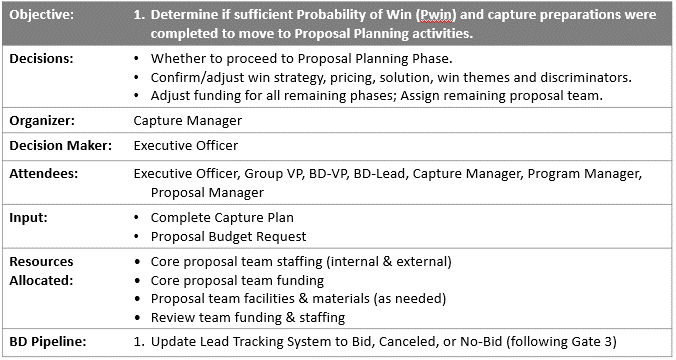 Objective: 1. Determine if sufficient Probability of Win (Pwin) and capture preparations were
completed to move to Proposal Planning activities.
Decisions: • Whether to proceed to Proposal Planning Phase.
• Confirm/adjust win strategy, pricing, solution, win themes and discriminators.
• Adjust funding for all remaining phases; Assign remaining proposal team.
Organizer: Capture Manager
Decision Maker: Executive Officer
Attendees: Executive Officer, Group VP, BD-VP, BD-Lead, Capture Manager, Program Manager,
Proposal Manager
Input: • Complete Capture Plan
• Proposal Budget Request
Resources • Core proposal team staffing (internal & external)
Allocated: • Core proposal team funding
• Proposal team facilities & materials (as needed)
• Review team funding & staffing
BD Pipeline: 1. Update Lead Tracking System to Bid, Canceled, or No-Bid (following Gate 3)